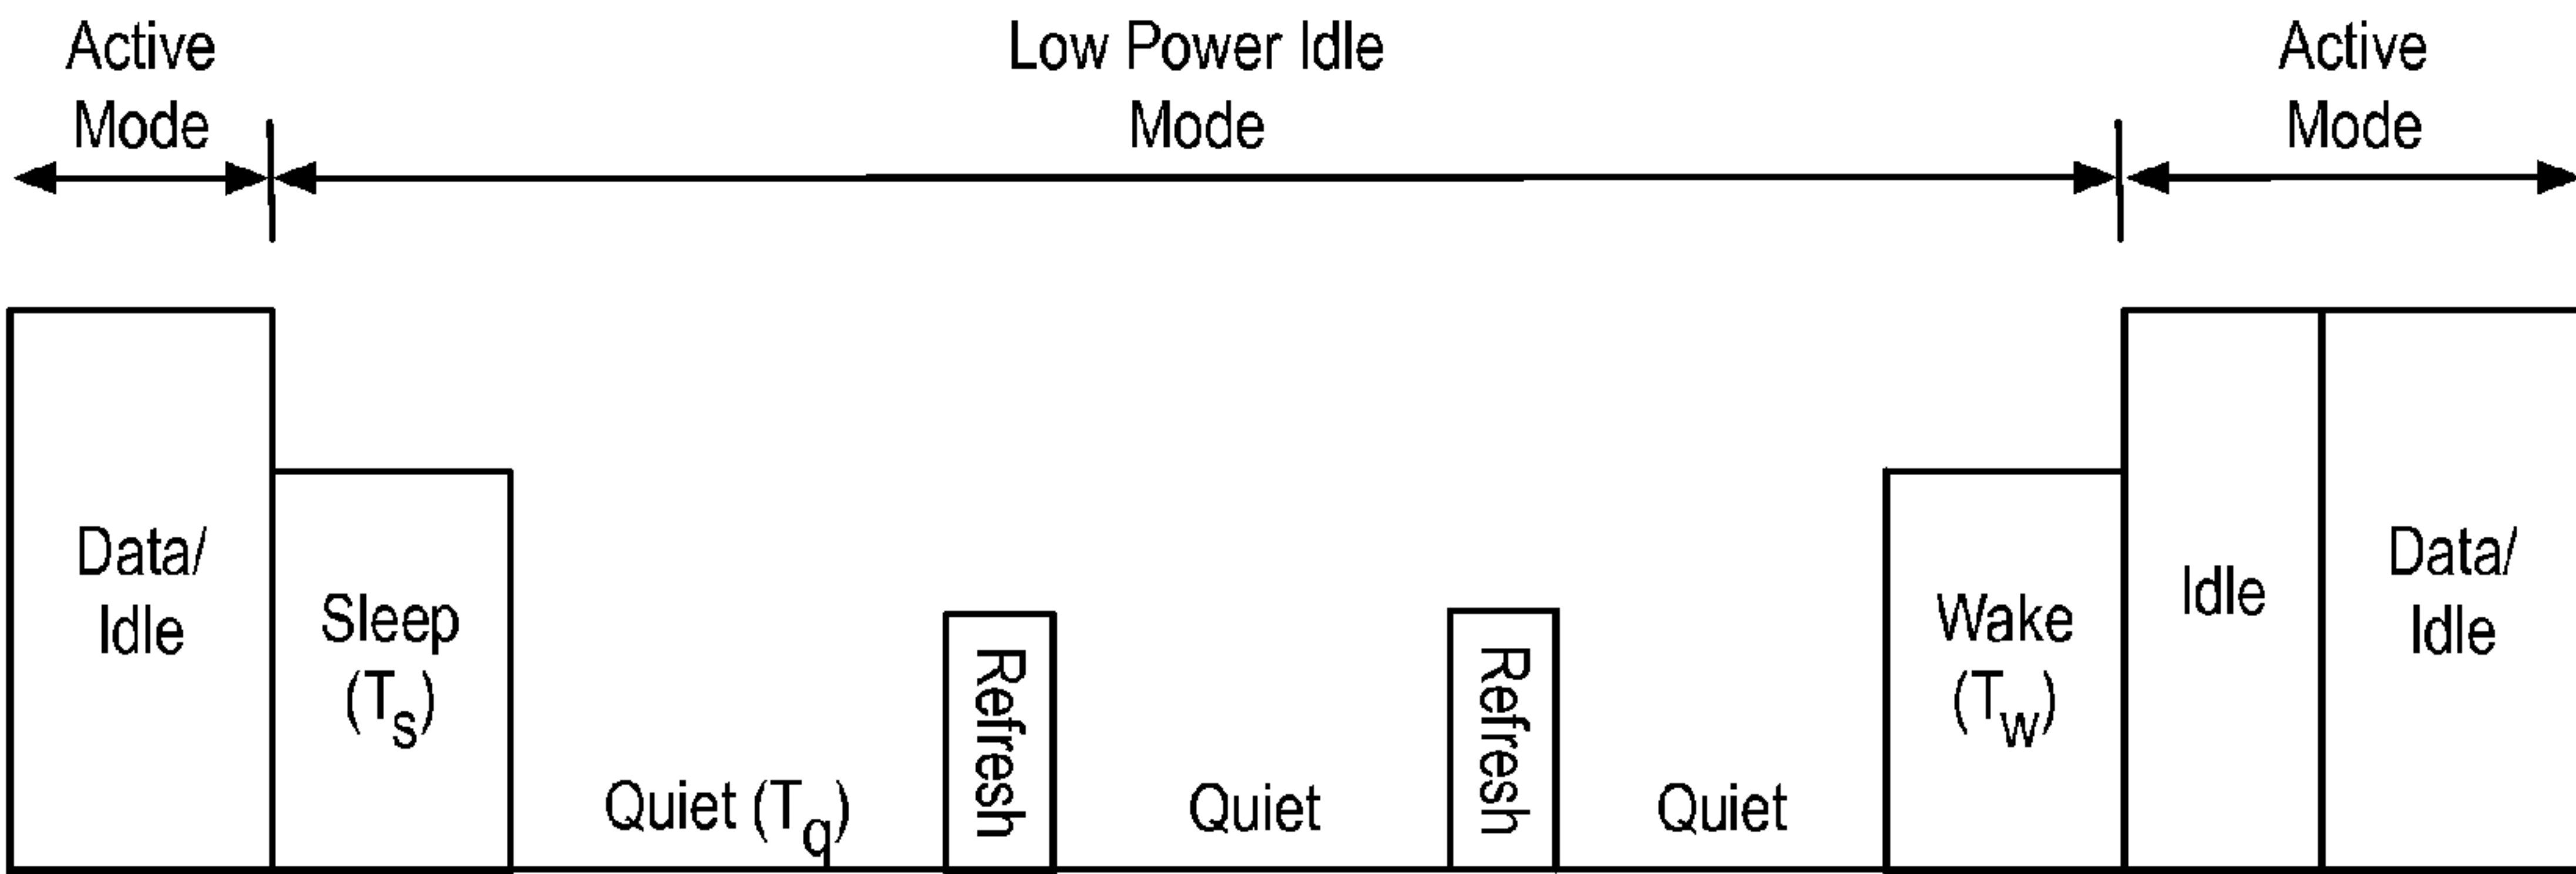 Active
Mode
Low Power Idle
Mode
Active
Mode
Data/
Idle
Sleep
(Ts)
Quiet (Tq)
Refresh
Quiet
Refresh
Quiet
Wake
(Tw)
Idle
Data/
Idle